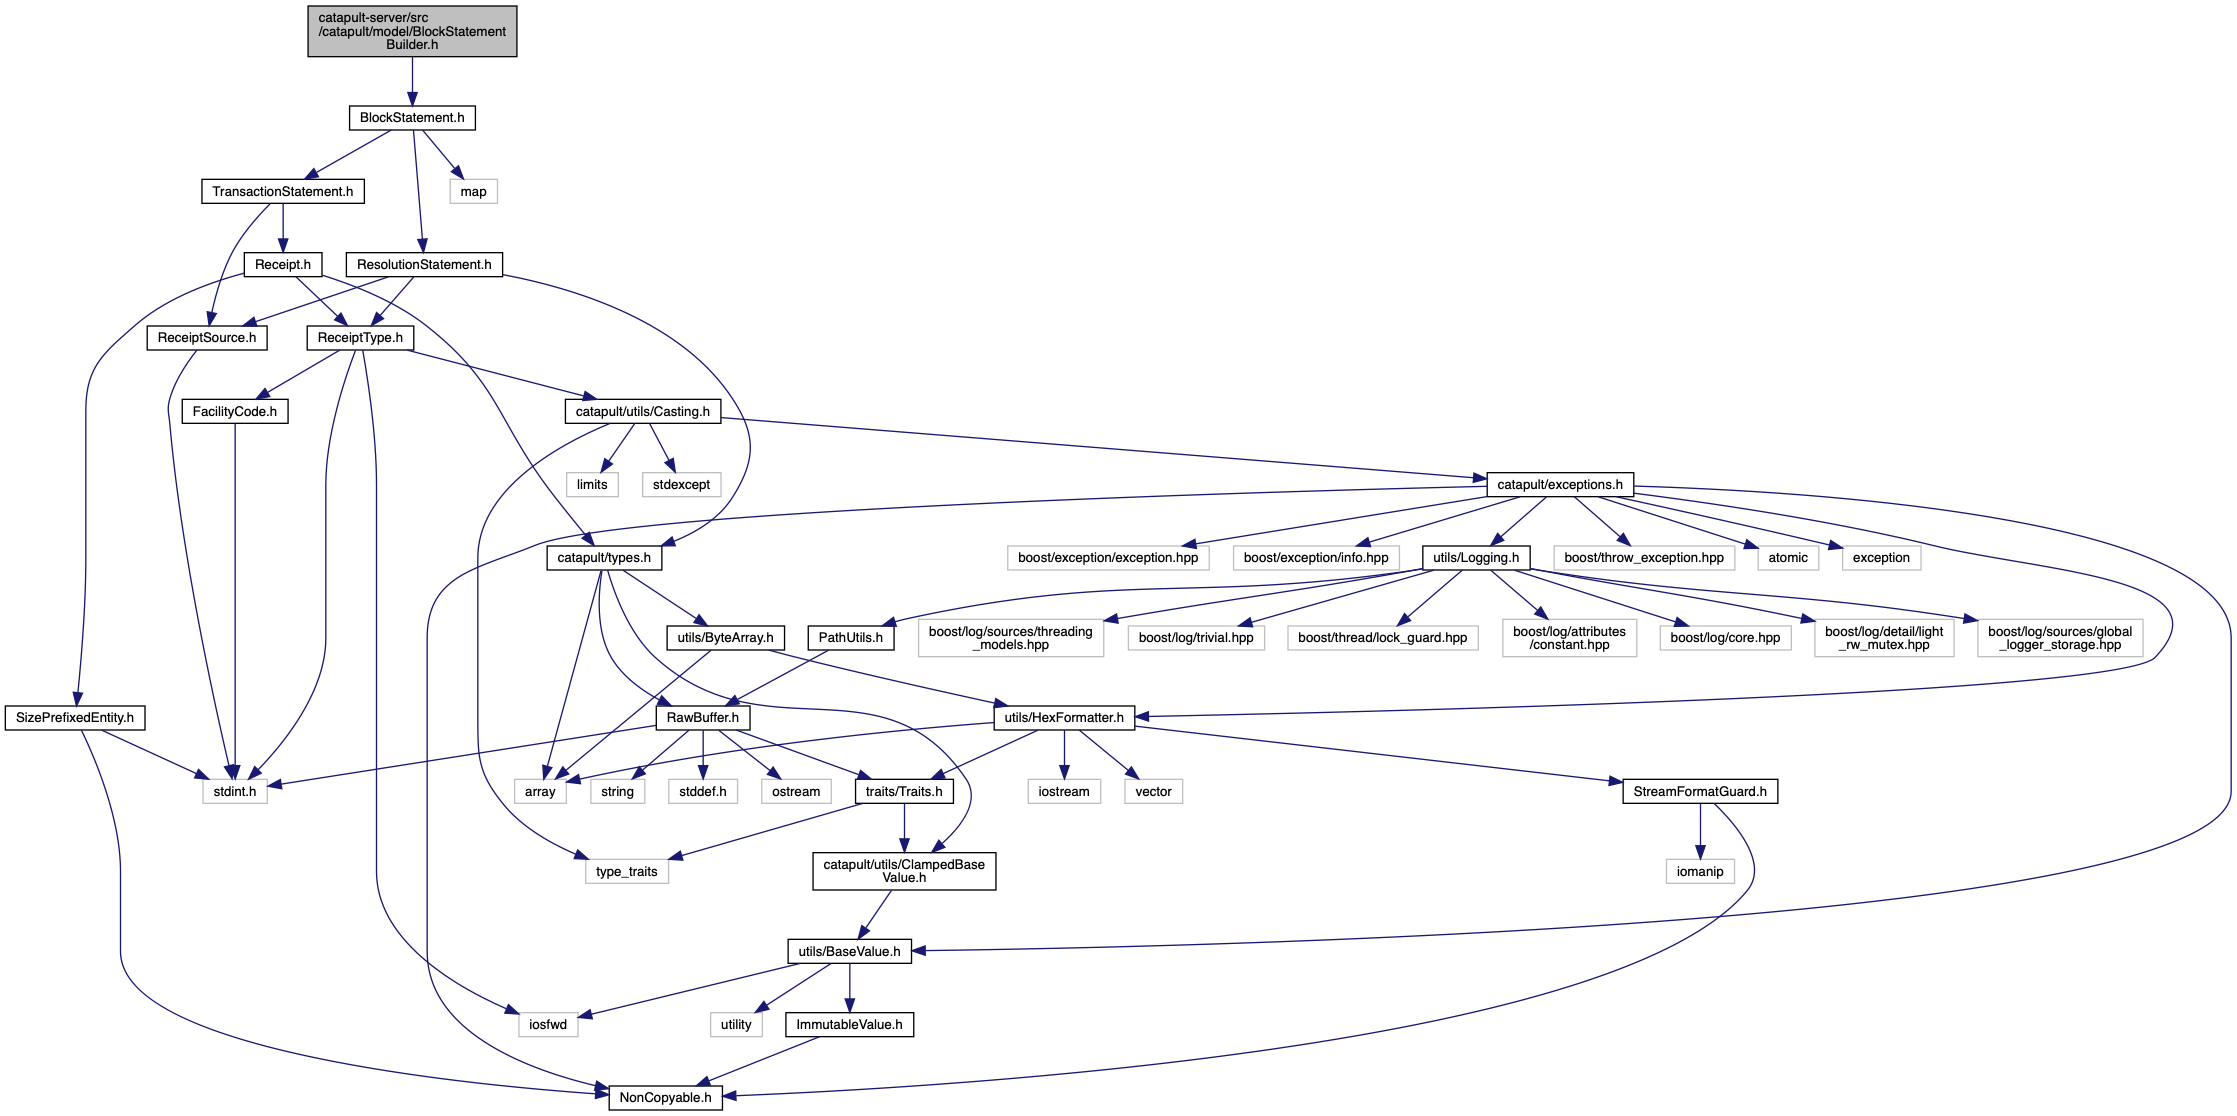 catapult-server/src
/catapult/model/BlockStatement
Builder.h
BlockStatement.h
TransactionStatement.h
map
Receipt.h
ResolutionStatement.h
ReceiptSource.h
ReceiptType.h
FacilityCode.h
catapult/utils/Casting.h
limits
stdexcept
catapult/exceptions.h
catapult/types.h
boost/exception/exception.hpp
boost/exception/info.hpp
utils/Logging.h
boost/throw_exception.hpp
atomic
exception
utils/ByteArray.h
PathUtils.h
boost/log/sources/threading
_models.hpp
boost/log/trivial.hpp
boost/thread/lock_guard.hpp
boost/log/attributes
/constant.hpp
boost/log/core.hpp
boost/log/detail/light
_rw_mutex.hpp
boost/log/sources/global
_logger_storage.hpp
SizePrefixedEntity.h
RawBuffer.h
utils/HexFormatter.h
stdint.h
array
string
stddef.h
ostream
traits/Traits.h
iostream
vector
StreamFormatGuard.h
type_traits
catapult/utils/ClampedBase
Value.h
iomanip
utils/BaseValue.h
iosfwd
utility
ImmutableValue.h
NonCopyable.h